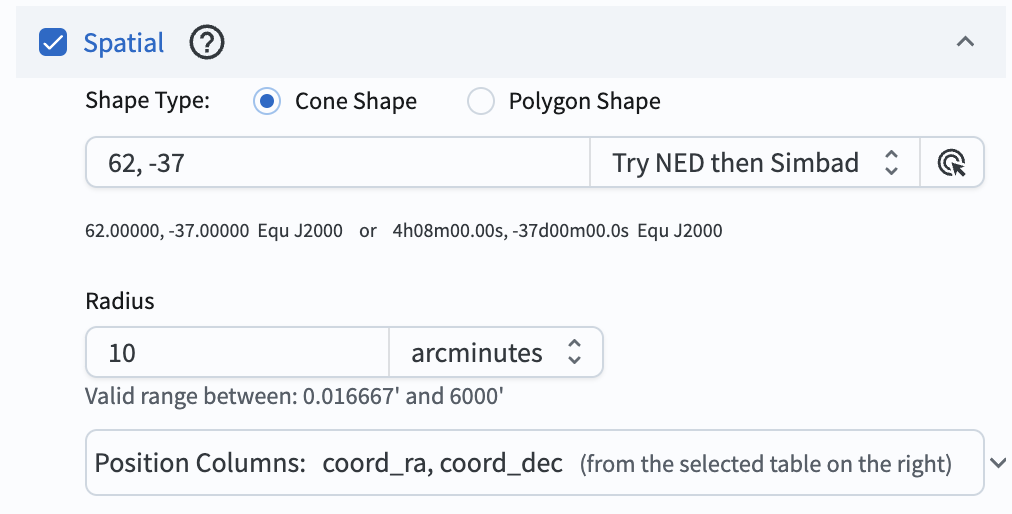 Spatial ?
Shape Type: Cone Shape Polygon Shape
62, -37 Try NED then Simbad
62.00000, -37.00000 Equ J2000 or 4h08m00.00s, -37d00m00.0s Equ J2000
Radius
10 arcminutes
Valid range between: 0.016667' and 6000'
Position Columns: coord_ra, coord_dec (from the selected table on the right)